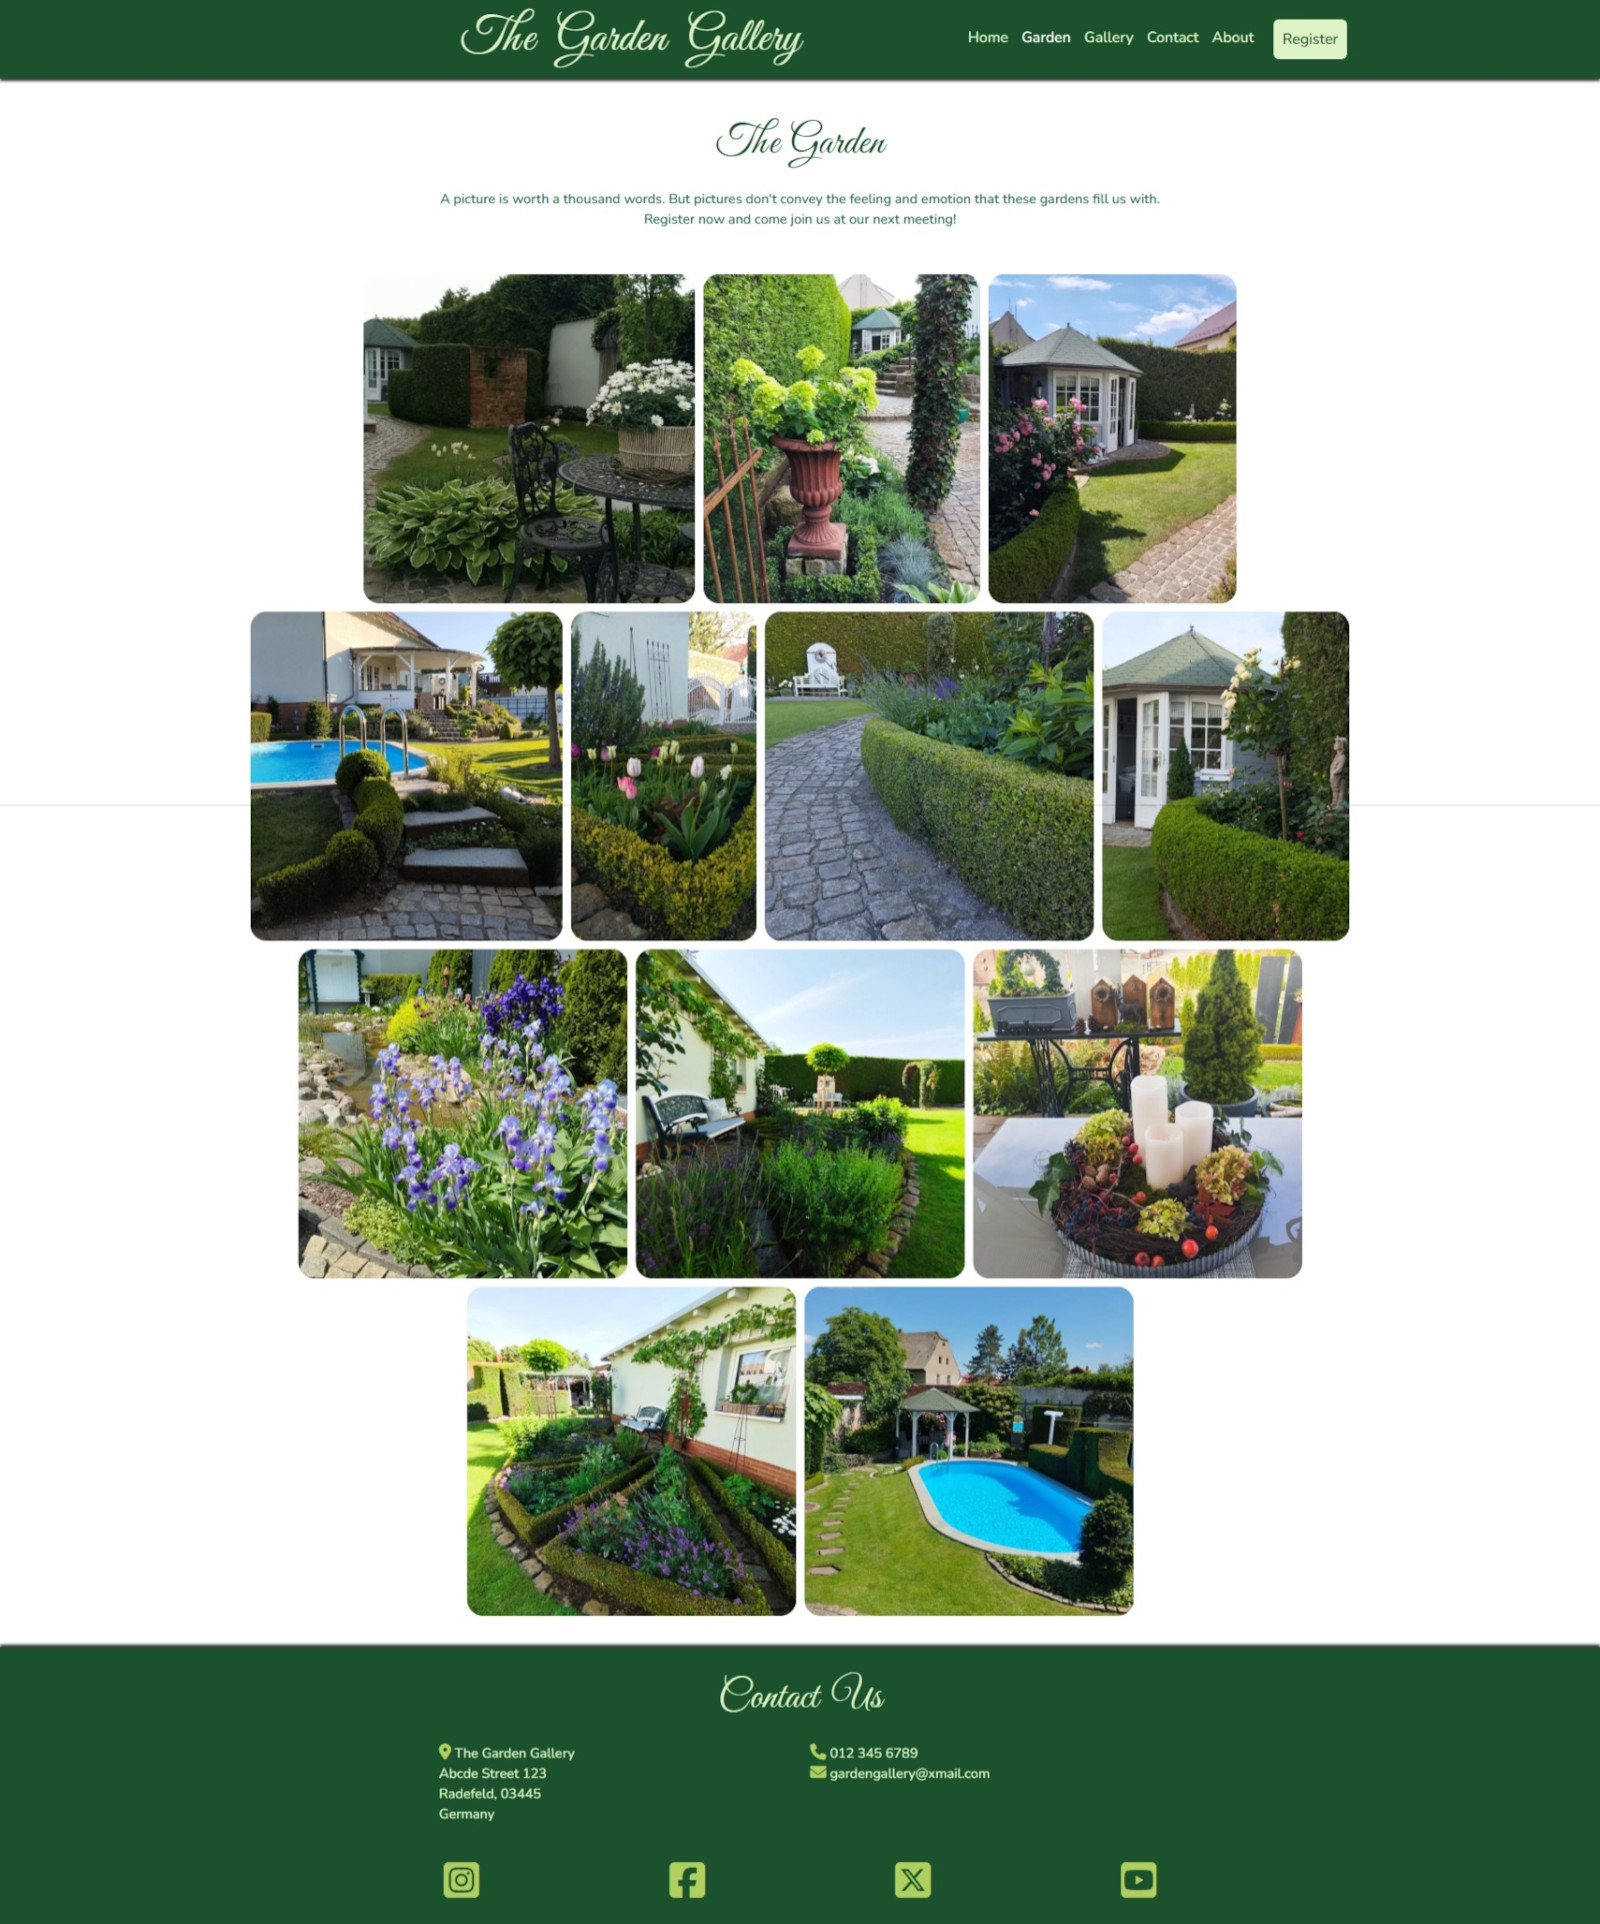 The Garden Gallery
Home Garden Gallery Contact About Register
The Garden
A picture is worth a thousand words. But pictures don't convey the feeling and emotion that these gardens fill us with.
Register now and come join us at our next meeting!
Contact Us
The Garden Gallery
Abcde Street 123
Radefeld, 03445
Germany
012 345 6789
gardengallery@xmail.com